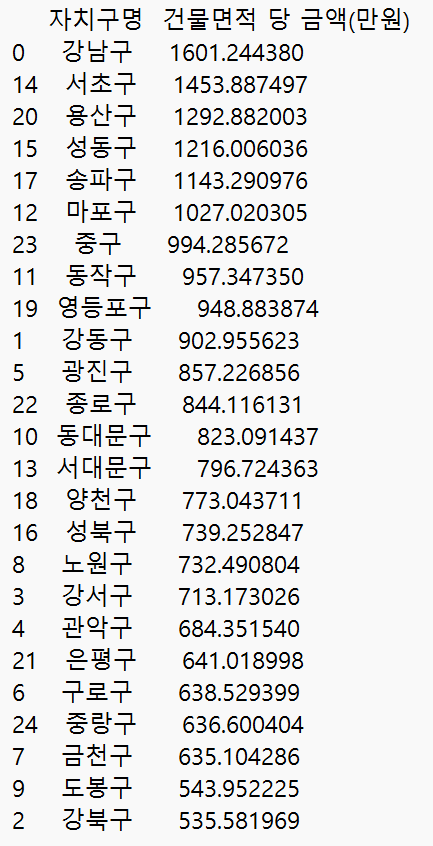 자치구명 건물면적 당 금액(만원)
0 강남구 1601.244380
14 서초구 1453.887497
20 용산구 1292.882003
15 성동구 1216.006036
17 송파구 1143.290976
12 마포구 1027.020305
23 중구 994.285672
11 동작구 957.347350
19 영등포구 948.883874
1 강동구 902.955623
5 광진구 857.226856
22 종로구 844.116131
10 동대문구 823.091437
13 서대문구 796.724363
18 양천구 773.043711
16 성북구 739.252847
8 노원구 732.490804
3 강서구 713.173026
4 관악구 684.351540
21 은평구 641.018998
6 구로구 638.529399
24 중랑구 636.600404
7 금천구 635.104286
9 도봉구 543.952225
2 강북구 535.581969